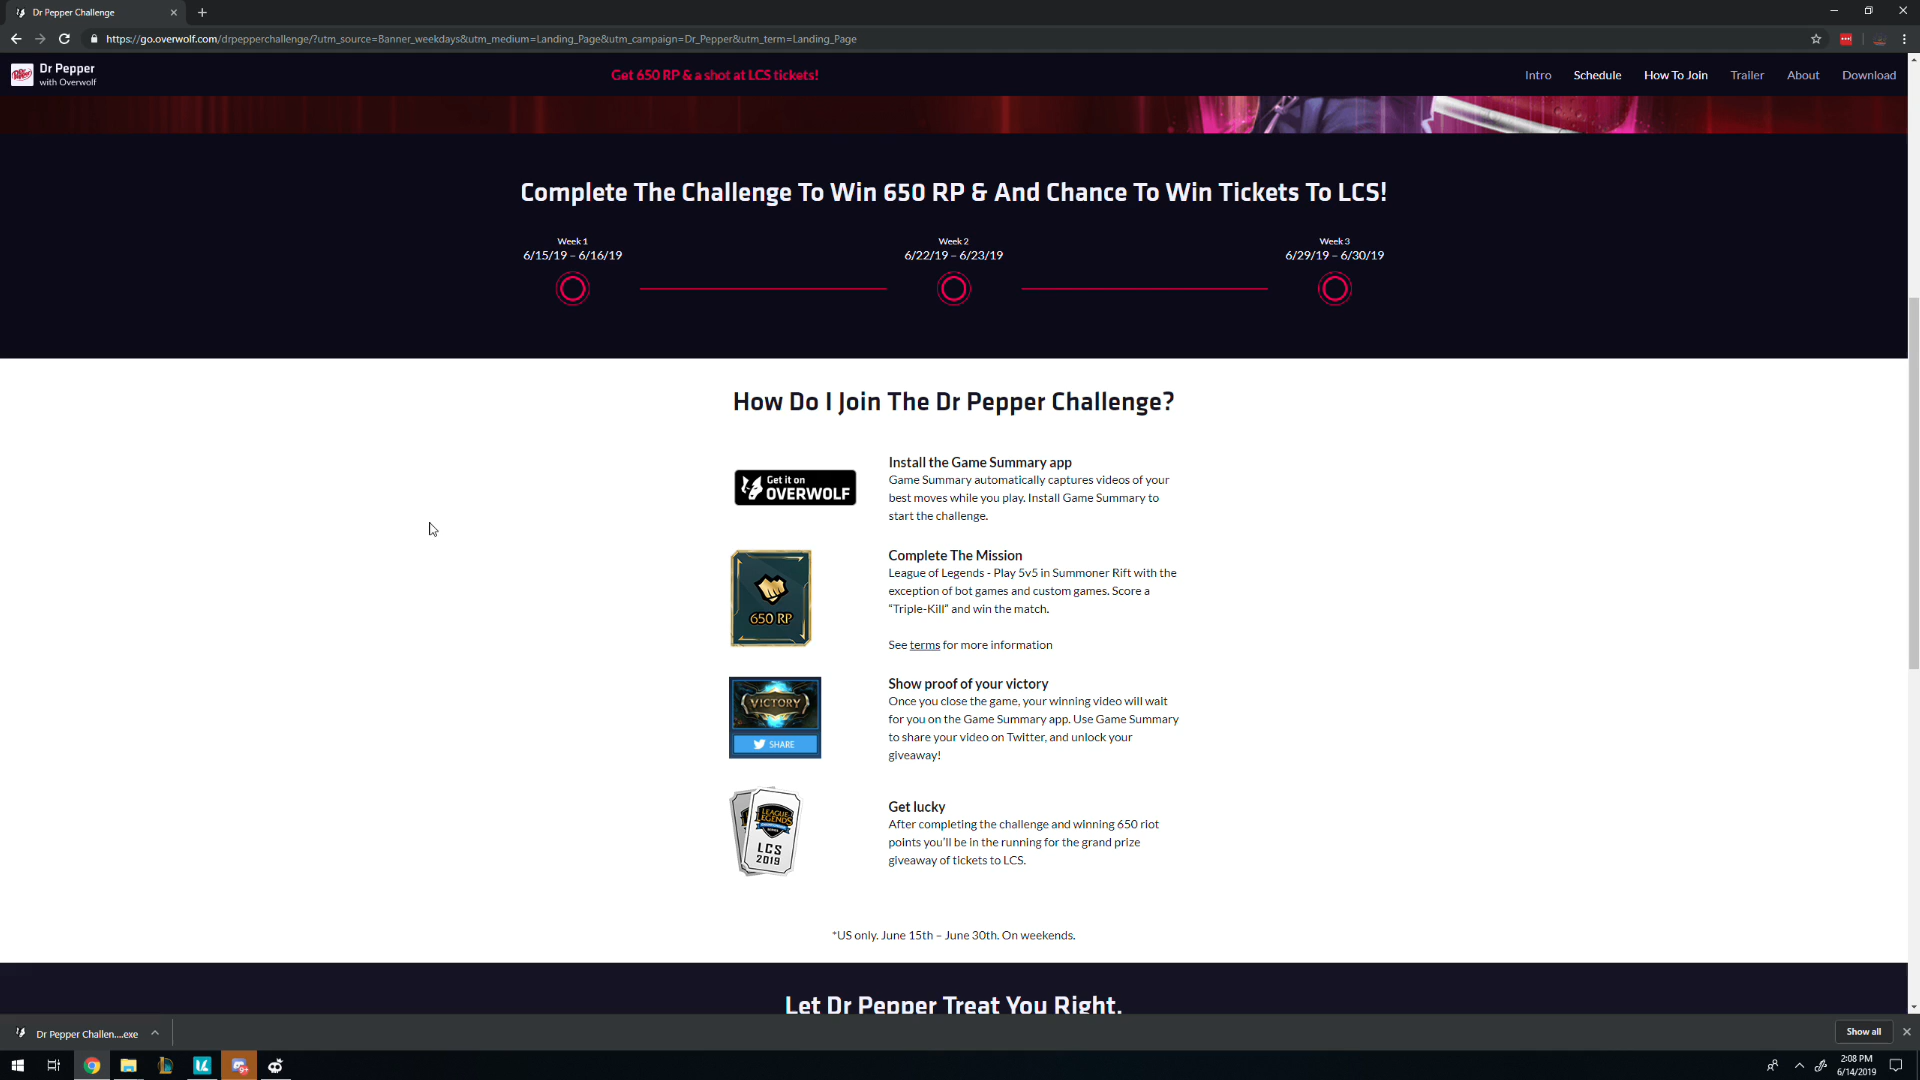 Dr Pepper Challenge
https://go.overwolf.com/drpepperchallenge/?utm_source=Banner_weekdays&utm_medium=Landing_Page&utm_campaign=Dr_Pepper&utm_term=Landing_Page
Dr Pepper
with Overwolf
Get 650 RP & a shot at LCS tickets!
Intro Schedule How To Join Trailer About Download
Complete The Challenge To Win 650 RP & And Chance To Win Tickets To LCS!
Week 1 Week 2 Week 3
6/15/19 – 6/16/19 6/22/19 – 6/23/19 6/29/19 – 6/30/19
How Do I Join The Dr Pepper Challenge?
Get it on
OVERWOLF
Install the Game Summary app
Game Summary automatically captures videos of your
best moves while you play. Install Game Summary to
start the challenge.
650 RP
Complete The Mission
League of Legends - Play 5v5 in Summoner Rift with the
exception of bot games and custom games. Score a
“Triple-Kill” and win the match.
See terms for more information
VICTORY
SHARE
Show proof of your victory
Once you close the game, your winning video will wait
for you on the Game Summary app. Use Game Summary
to share your video on Twitter, and unlock your
giveaway!
LEAGUE
LEGENDS
LCS
2019
Get lucky
After completing the challenge and winning 650 riot
points you’ll be in the running for the grand prize
giveaway of tickets to LCS.
*US only. June 15th – June 30th. On weekends.
Let Dr Pepper Treat You Right.
Dr Pepper Challen....exe
Show all
9+
2:08 PM
6/14/2019